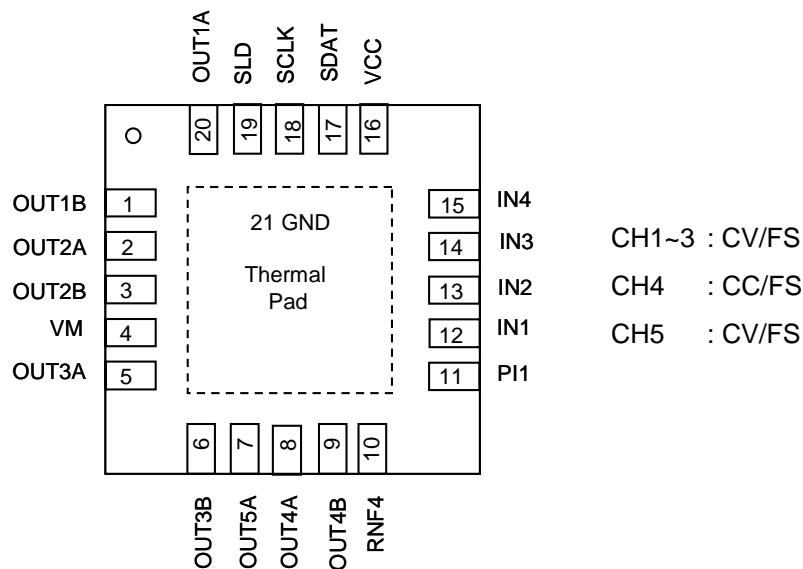 OUT1A
SLD
SCLK
SDAT
VCC
20
19
18
17
16
OUT1B 1
OUT2A 2
OUT2B 3
VM 4
OUT3A 5
21 GND
Thermal
Pad
15 IN4
14 IN3
13 IN2
12 IN1
11 PI1
CH1~3 : CV/FS
CH4 : CC/FS
CH5 : CV/FS
6
7
8
9
10
OUT3B
OUT5A
OUT4A
OUT4B
RNF4